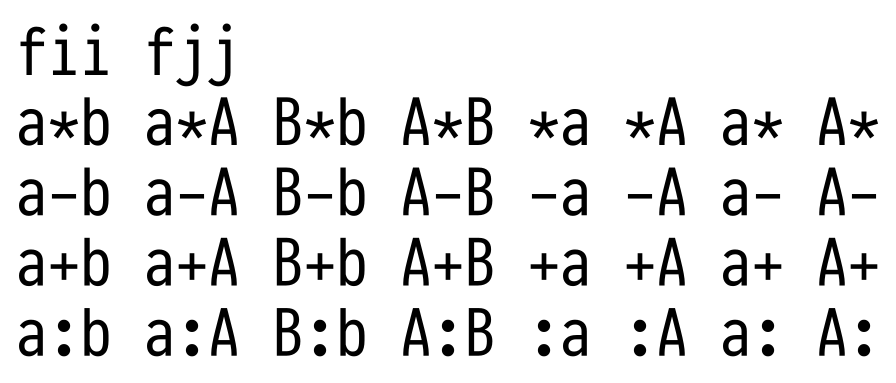 fii fjj
a*b a*A B*b A*B *a *A a* A*
a-b a-A B-b A-B -a -A a- A-
a+b a+A B+b A+B +a +A a+ A+
a:b a:A B:b A:B :a :A a: A: